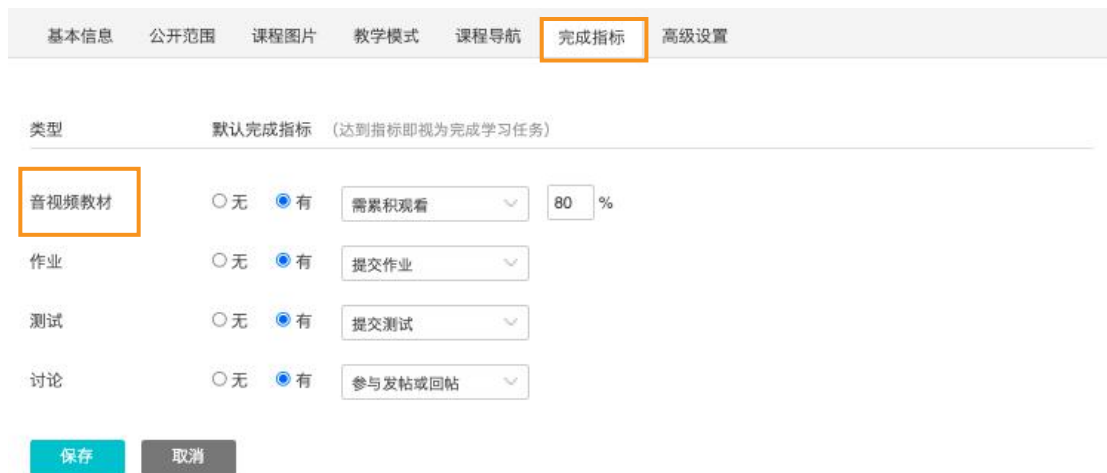 基本信息 公开范围 课程图片 教学模式 课程导航 完成指标 高级设置
类型 默认完成指标 (达到指标即视为完成学习任务)
音视频教材 无 有 需累积观看 80 %
作业 无 有 提交作业
测试 无 有 提交测试
讨论 无 有 参与发帖或回帖
保存 取消